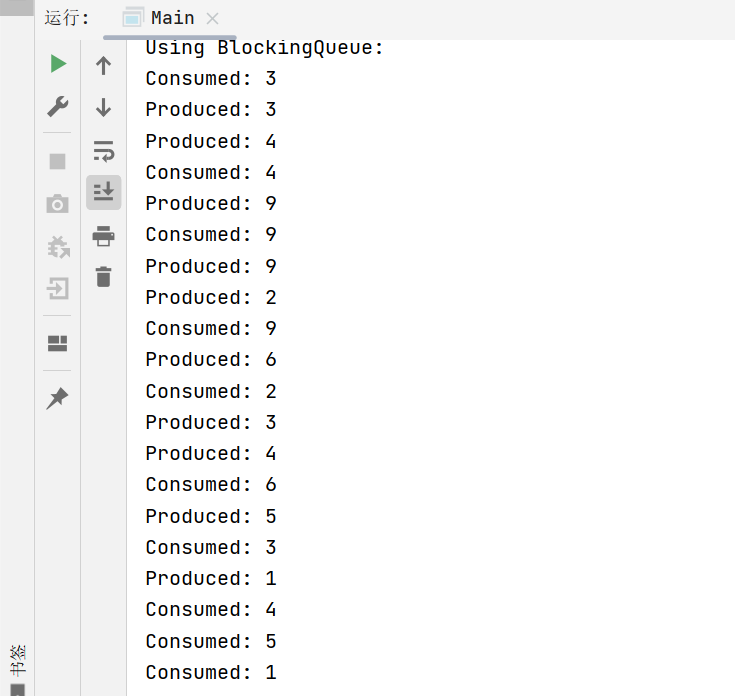 运行: Main
Using BlockingQueue:
Consumed: 3
Produced: 3
Produced: 4
Consumed: 4
Produced: 9
Consumed: 9
Produced: 9
Produced: 2
Consumed: 9
Produced: 6
Consumed: 2
Produced: 3
Produced: 4
Consumed: 6
Produced: 5
Consumed: 3
Produced: 1
Consumed: 4
Consumed: 5
Consumed: 1
书签